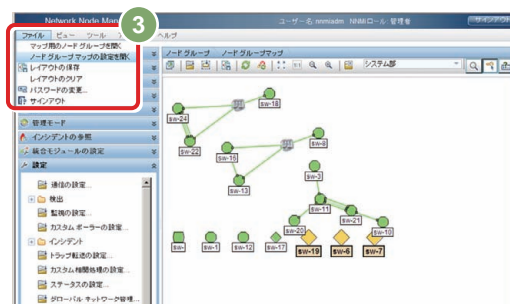 Network Node Man
ユーザー名:nnmiadmin NNMiロール:管理者
サインアウト
3
ファイル ビュー ツール
ヘルプ
マップ用のノード グループを開く
ノード グループ マップの設定を開く
レイアウトの保存
レイアウトのクリア
パスワードの変更...
サインアウト
管理モード
インシデントの参照
統合モジュールの設定
設定
通信の設定...
検出
監視の設定...
カスタム ポーラーの設定...
インシデント
トラップ転送の設定...
カスタム相関処理の設定...
ステータスの設定...
グローバル ネットワーク管理...
ノード グループ ノード グループマップ
システム部
sw-18
sw-24
sw-22
sw-8
sw-16
sw-13
sw-3
sw-11
sw-21
sw-20
sw-10
sw-
sw-1
sw-12
sw-17
sw-19
sw-6
sw-7